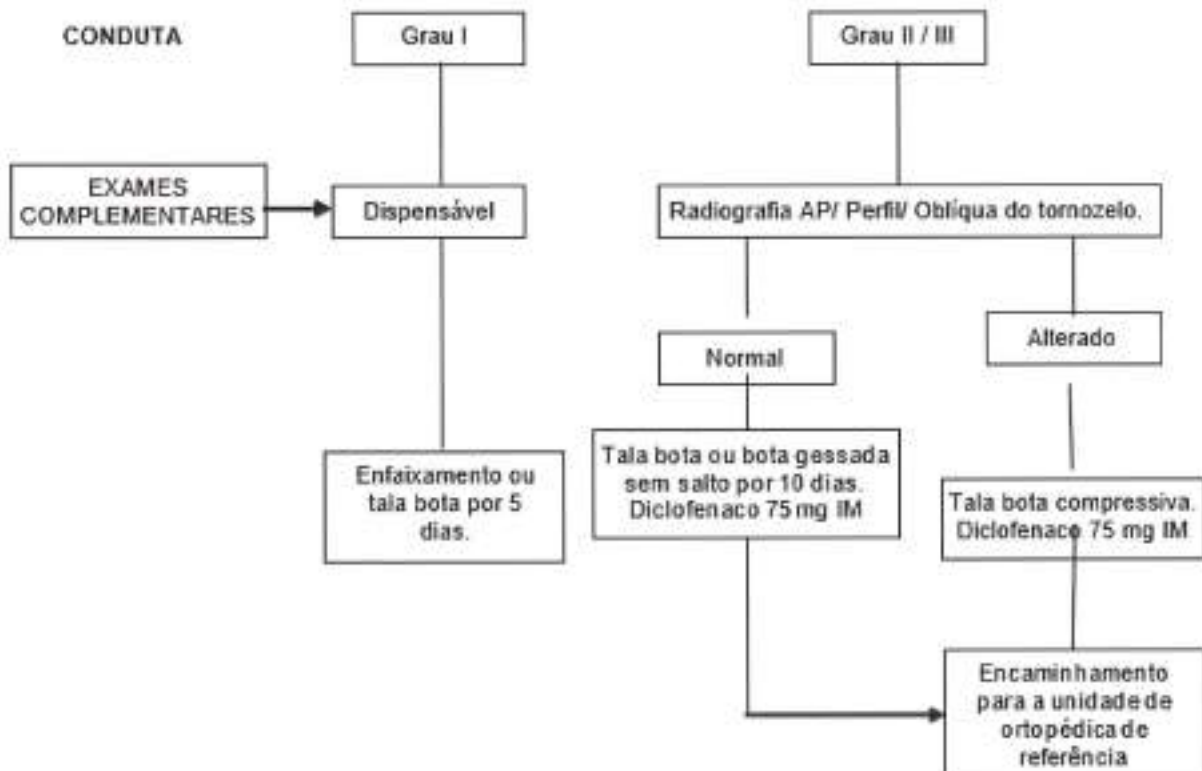 CONDUTA
Grau I
Grau II / III
EXAMES
COMPLEMENTARES
Dispensável
Radiografia AP/ Perfil/ Oblíqua do tornozelo.
Normal
Alterado
Enfaixamento ou
tala bota por 5
dias.
Tala bota ou bota gessada
sem salto por 10 dias.
Diclofenaco 75 mg IM
Tala bota compressiva.
Diclofenaco 75 mg IM
Encaminhamento
para a unidade de
ortopédica de
referência